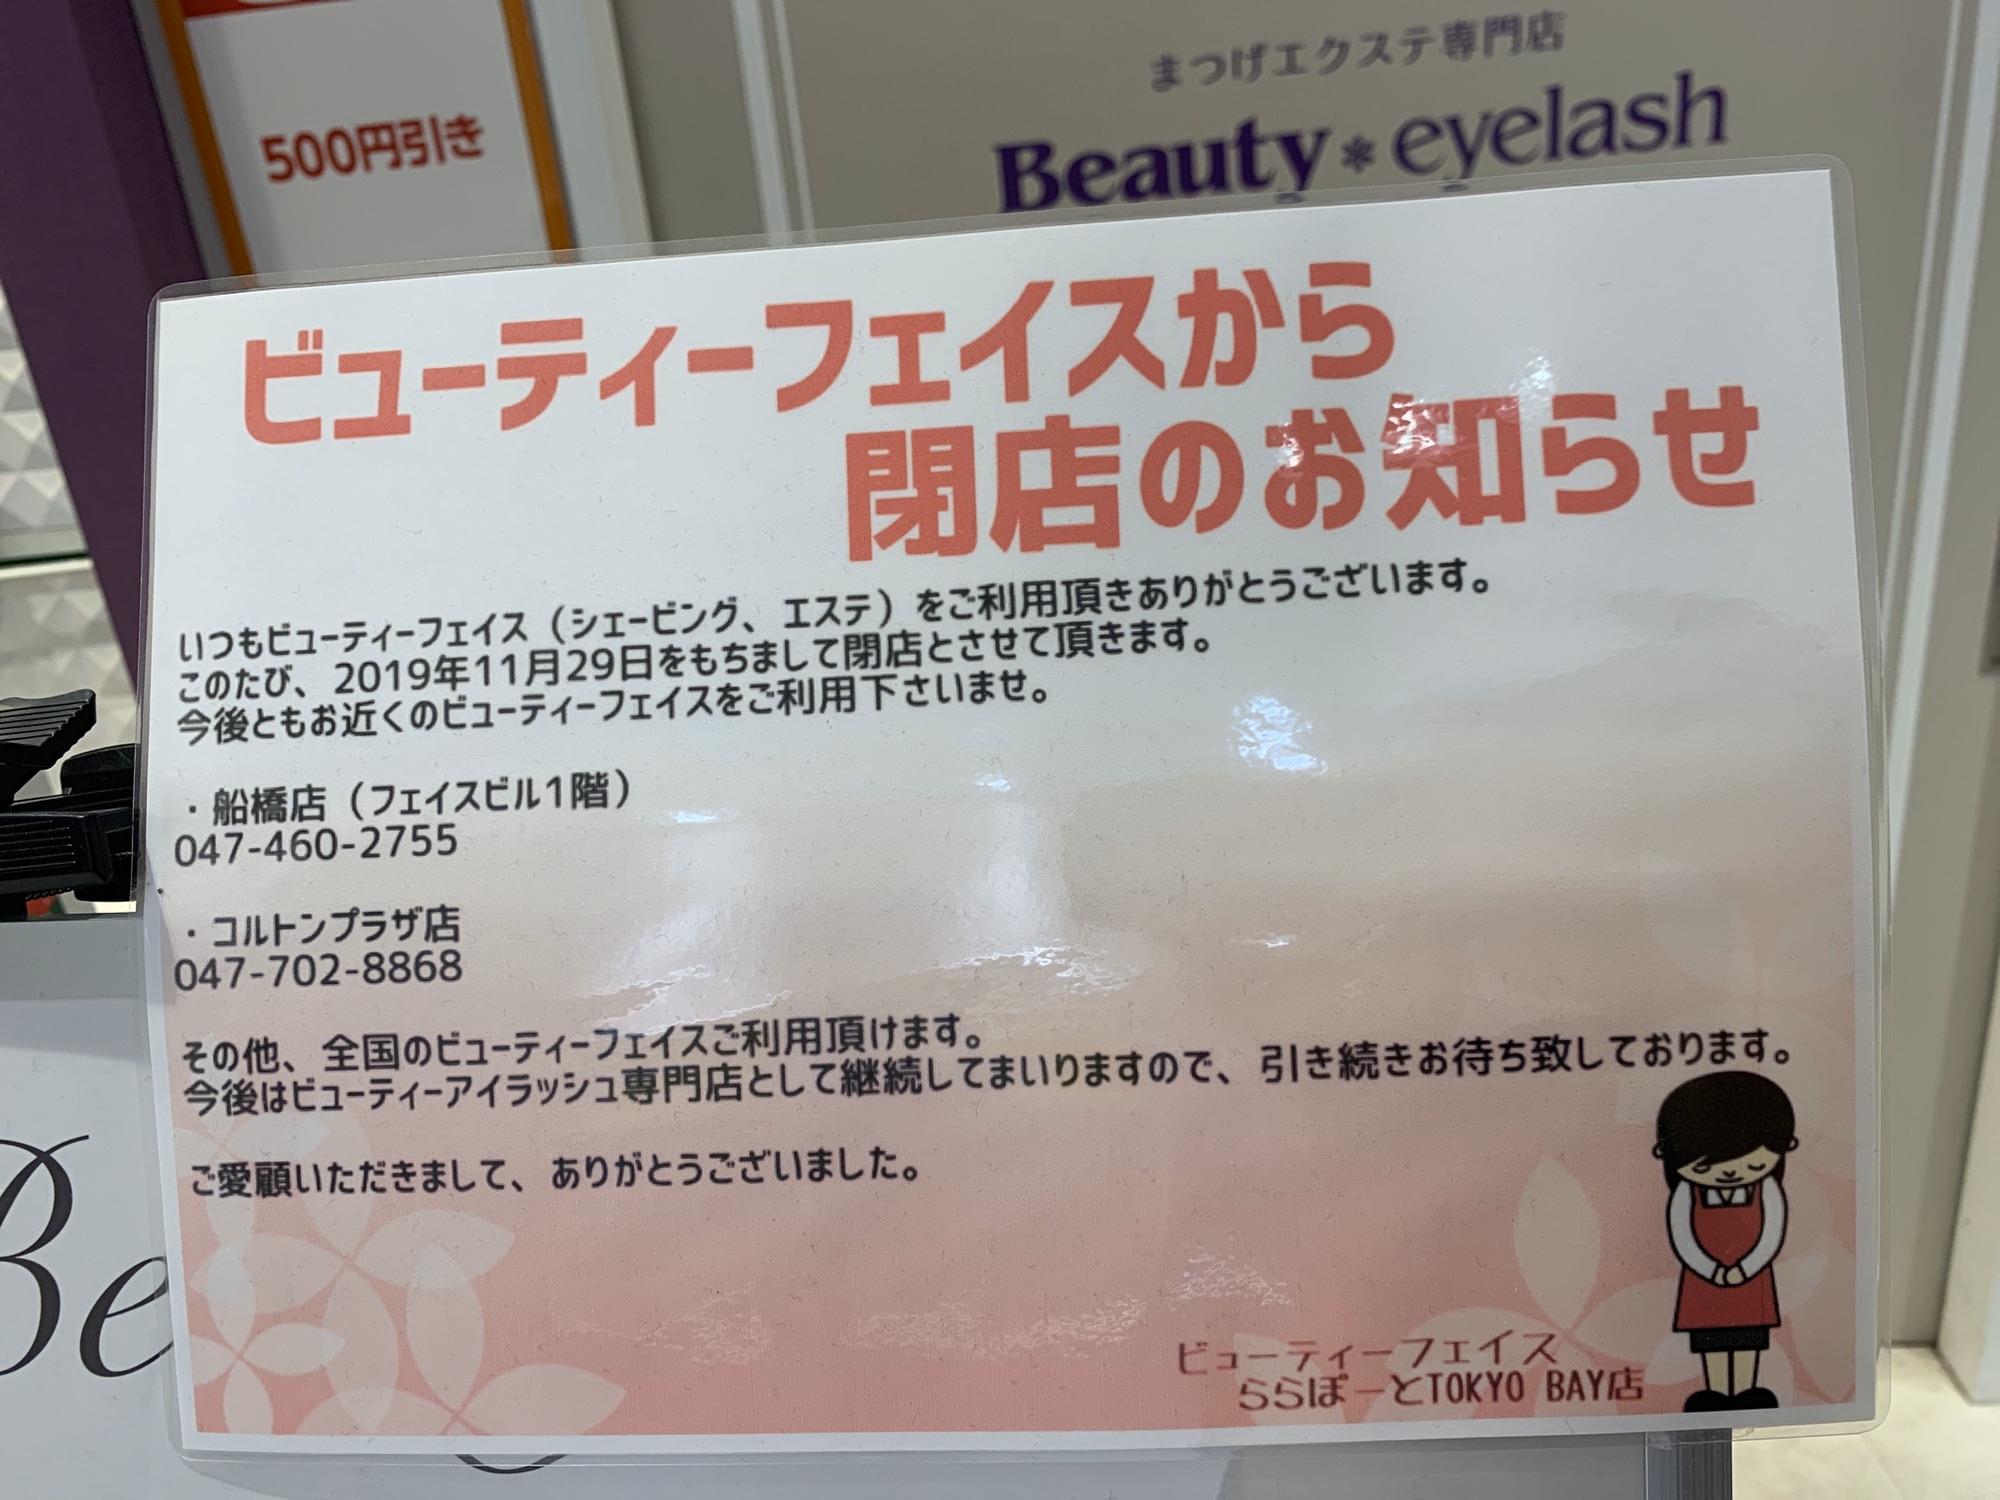 500円引き
まつげエクステ専門店
Beauty*eyelash
ビューティーフェイスから
閉店のお知らせ
いつもビューティーフェイス（シェービング、エステ）をご利用頂きありがとうございます。
このたび、2019年11月29日をもちまして閉店とさせて頂きます。
今後ともお近くのビューティーフェイスをご利用下さいませ。
・船橋店（フェイスビル1階）
047-460-2755
・コルトンプラザ店
047-702-8868
その他、全国のビューティーフェイスご利用頂けます。
今後はビューティーアイラッシュ専門店として継続してまいりますので、引き続きお待ち致しております。
ご愛顧いただきまして、ありがとうございました。
ビューティーフェイス
ららぽーとTOKYO BAY店
Be